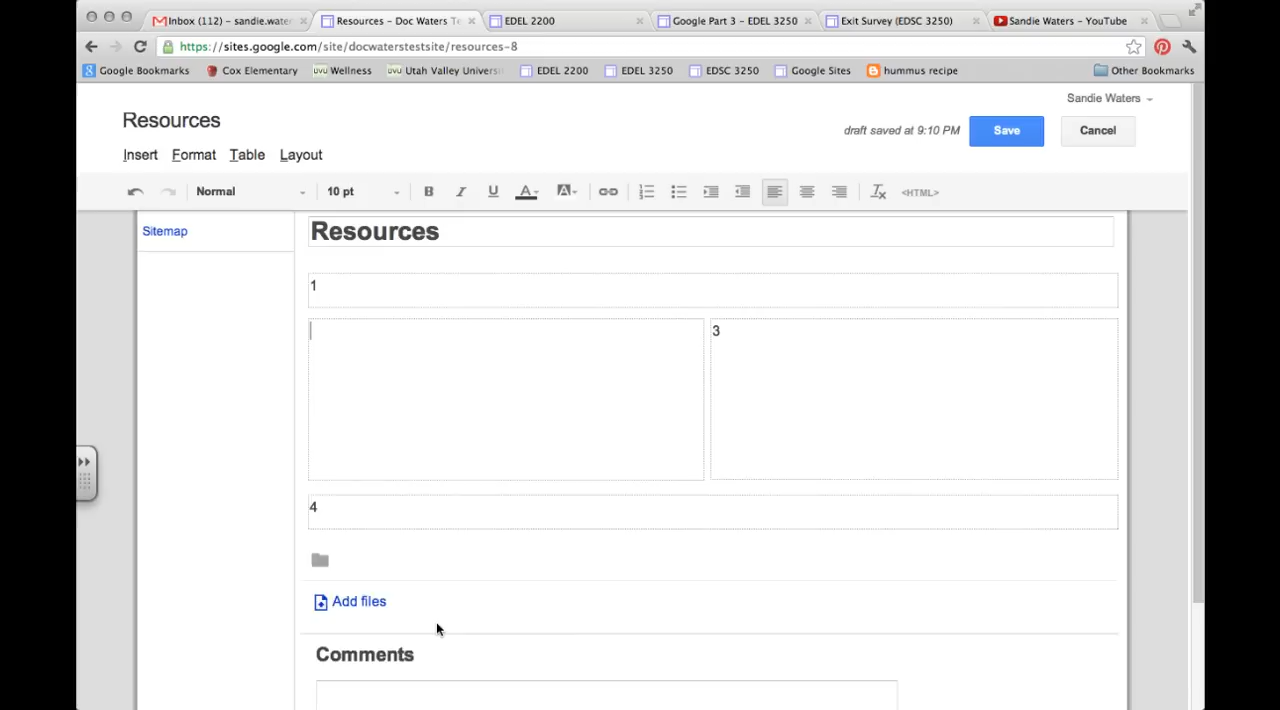 Inbox (112) – sandie.water
Resources – Doc Waters Te
EDEL 2200
Google Part 3 – EDEL 3250
Exit Survey (EDSC 3250)
Sandie Waters – YouTube
https://sites.google.com/site/docwaterstestsite/resources-8
Google Bookmarks
Cox Elementary
UVU Wellness
UVU Utah Valley Universi
EDEL 2200
EDEL 3250
EDSC 3250
Google Sites
hummus recipe
Other Bookmarks
Sandie Waters
Resources
draft saved at 9:10 PM
Save
Cancel
Insert Format Table Layout
Normal 10 pt B I U A A <HTML>
Sitemap
Resources
1
3
4
Add files
Comments